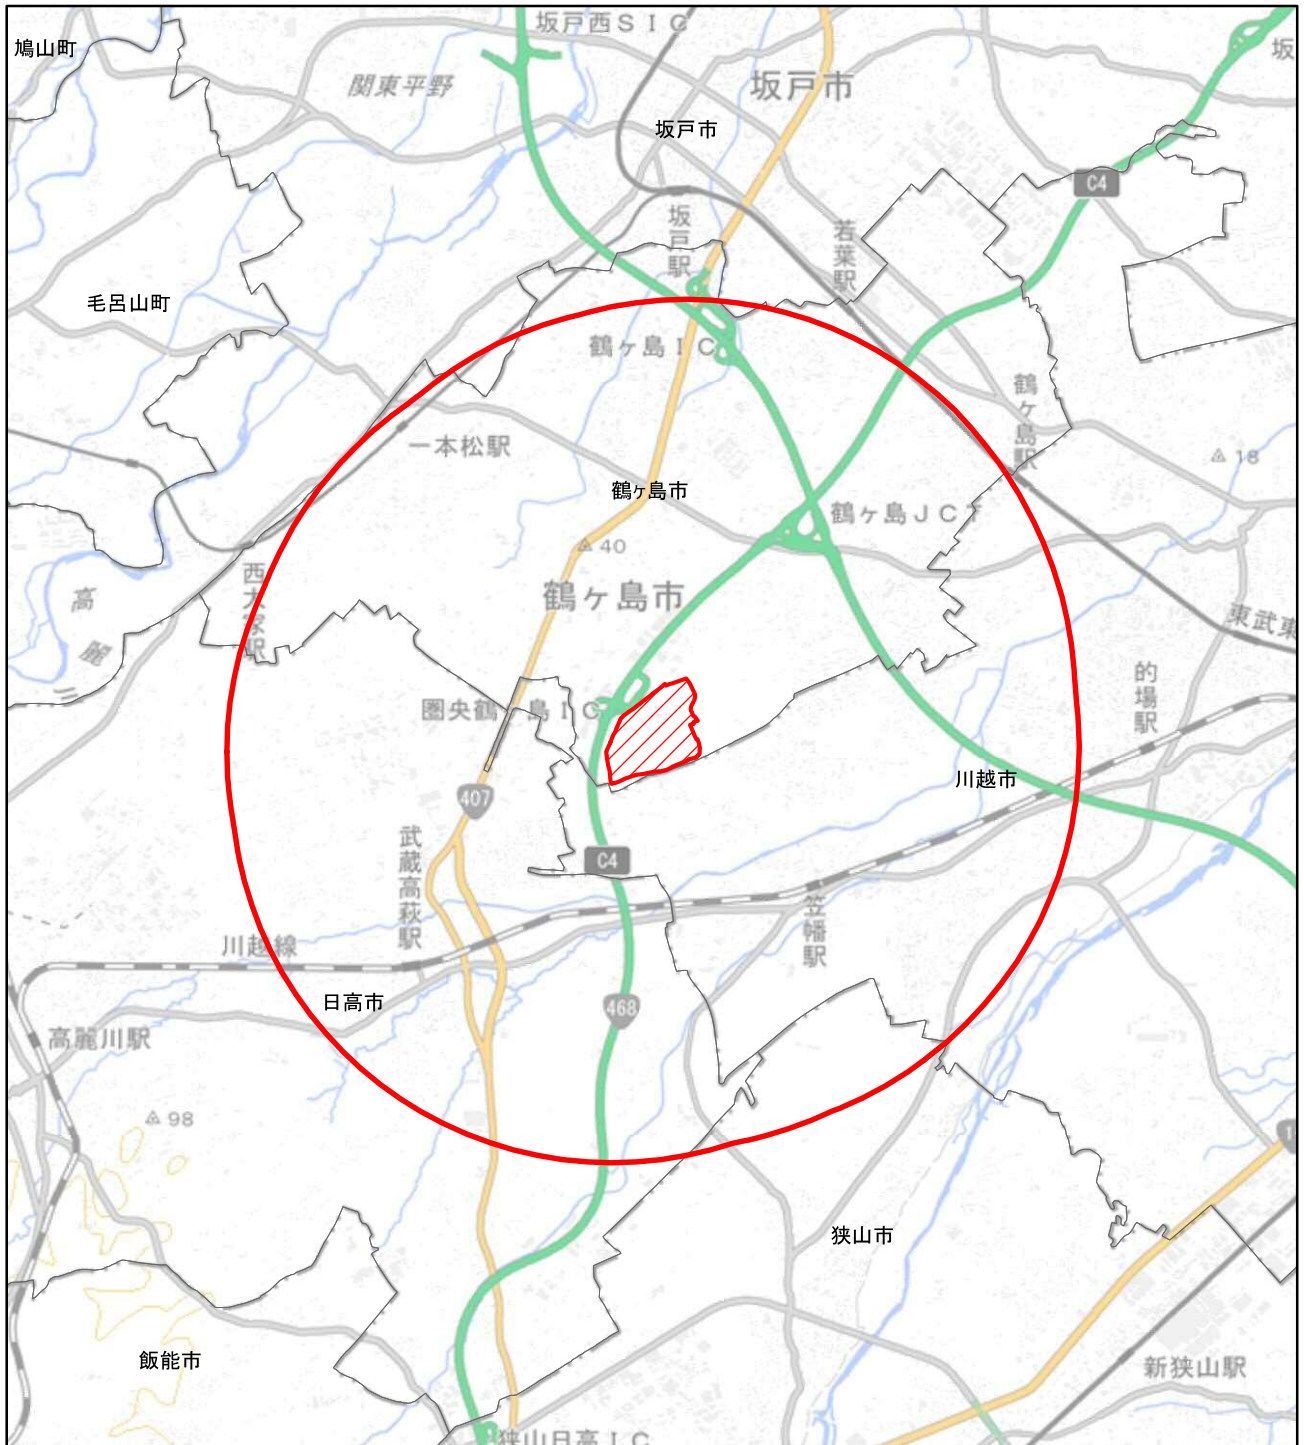 坂戸西ＳＩＣ
鳩山町
坂
関東平野
坂戸市
坂戸市
C4
坂戸駅
若葉駅
毛呂山町
鶴ヶ島ＩＣ
鶴ヶ島駅
一本松駅
18
鶴ヶ島市
鶴ヶ島ＪＣＴ
40
西大家駅
鶴ヶ島市
高麗川
東武東
的場駅
圏央鶴ヶ島ＩＣ
川越市
407
武蔵高萩駅
C4
笠幡駅
川越線
日高市
468
高麗川駅
98
1
狭山市
飯能市
新狭山駅
狭山日高ＩＣ